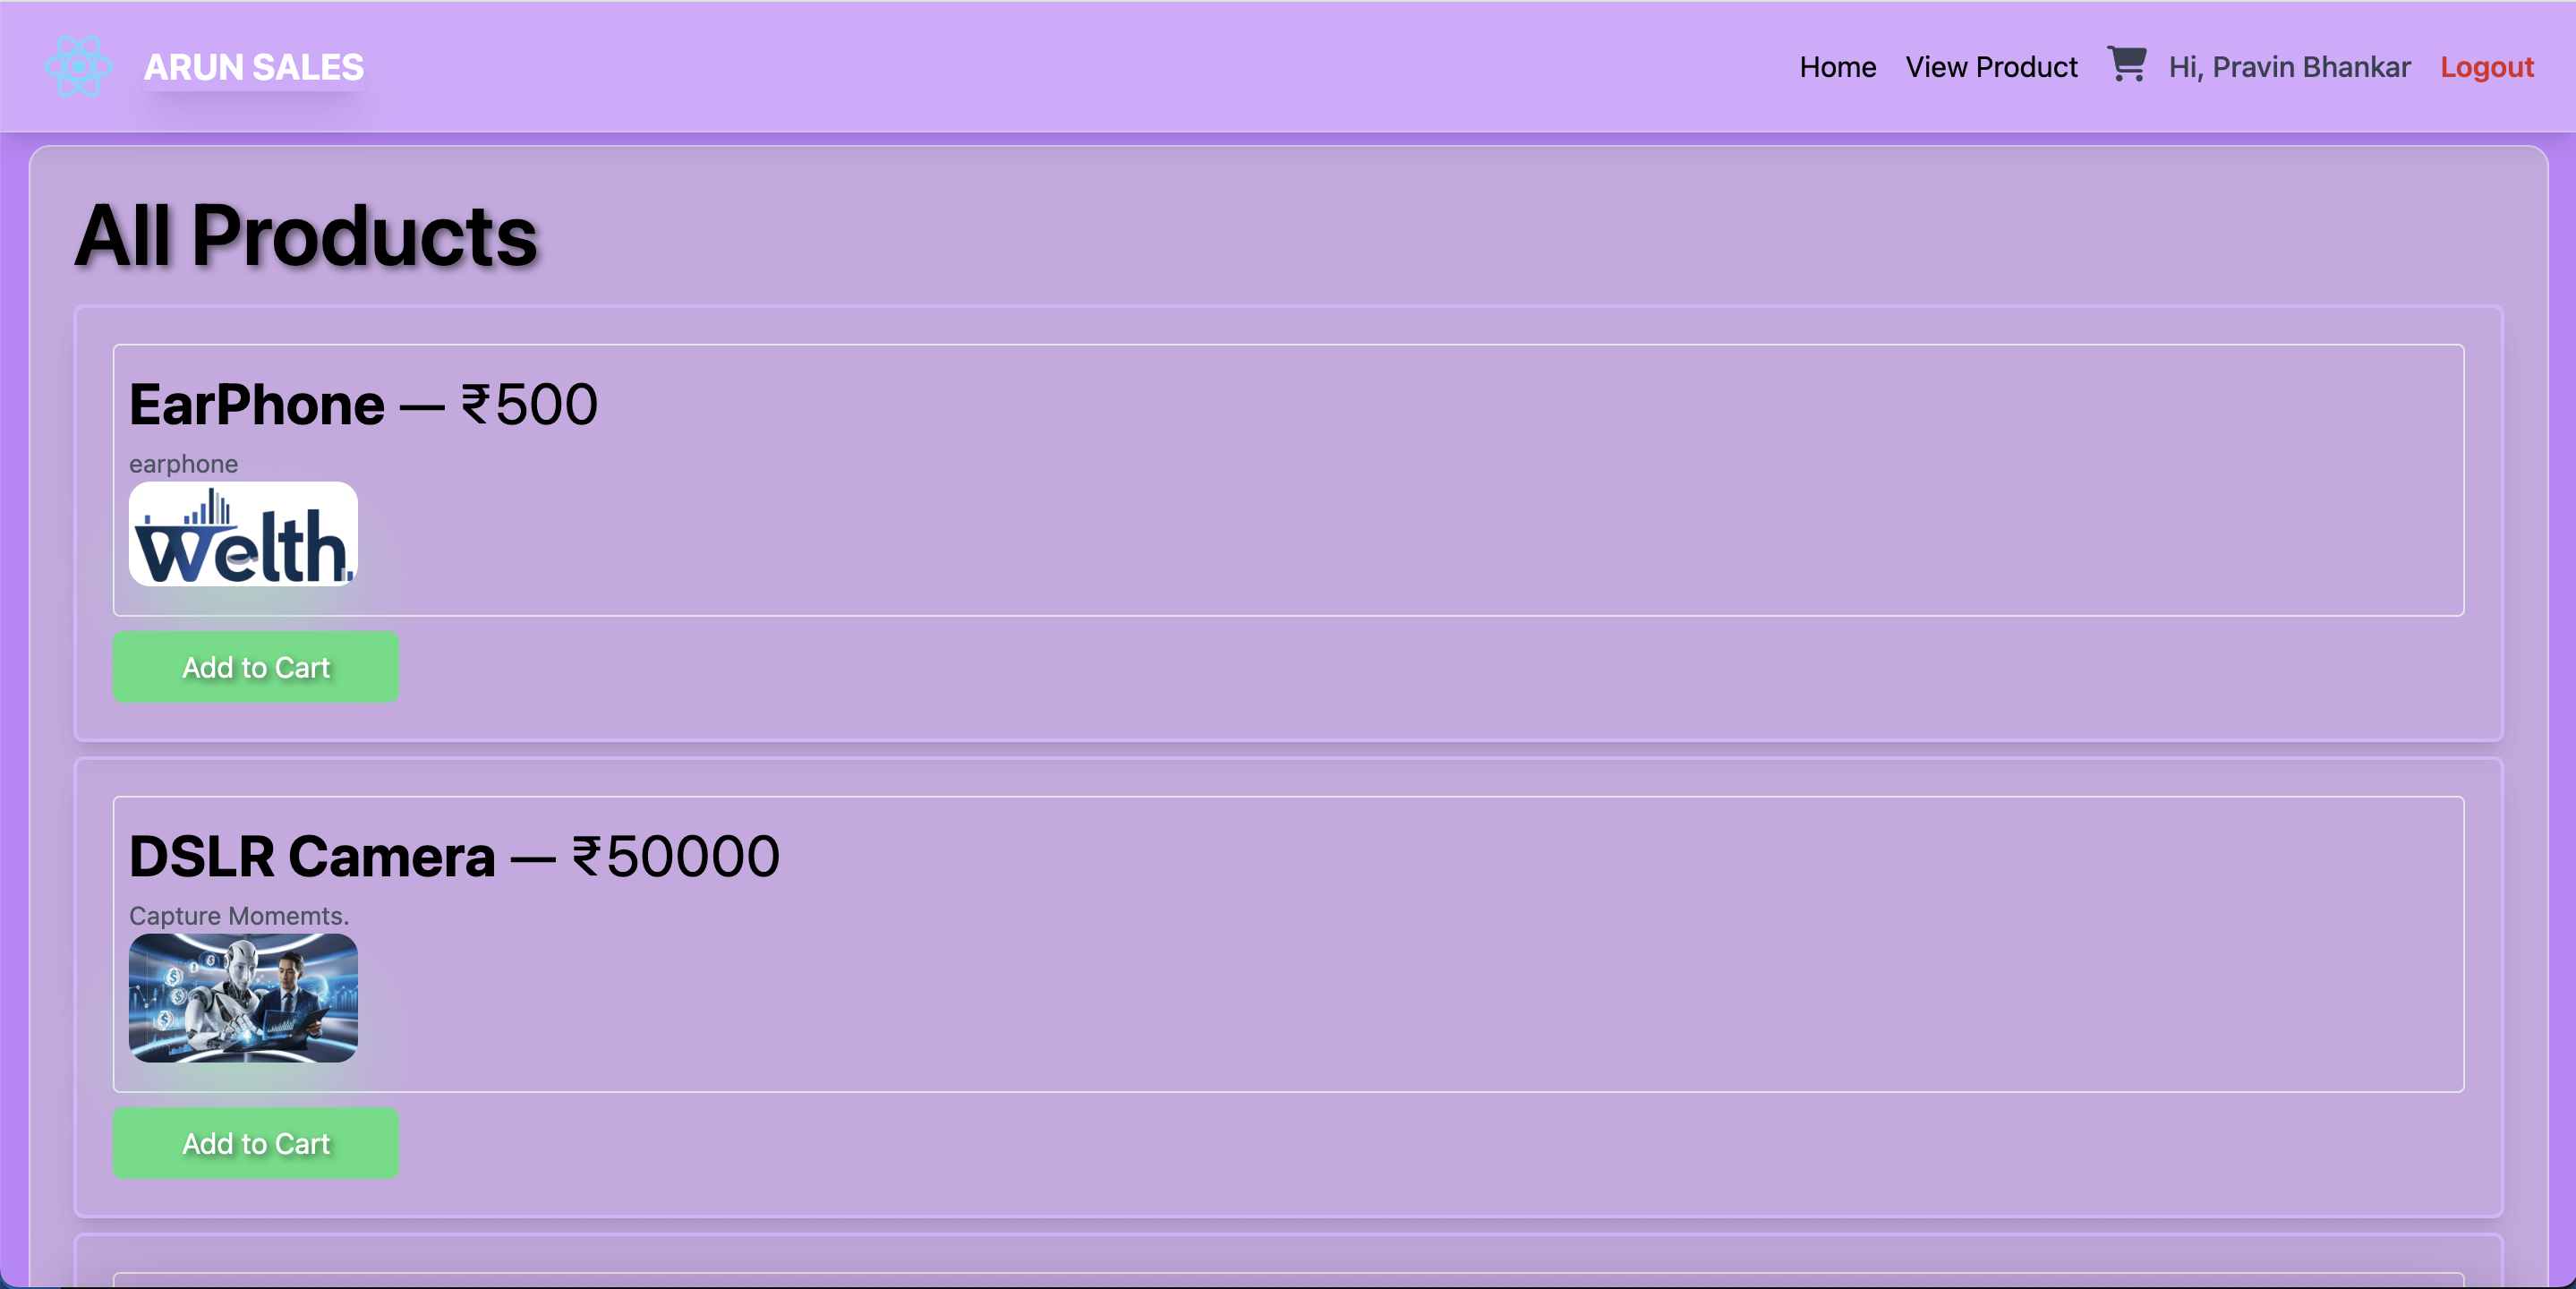 ARUN SALES
Home View Product Hi, Pravin Bhankar Logout
All Products
EarPhone — ₹500
earphone
Welth
Add to Cart
DSLR Camera — ₹50000
Capture Momemts.
Add to Cart